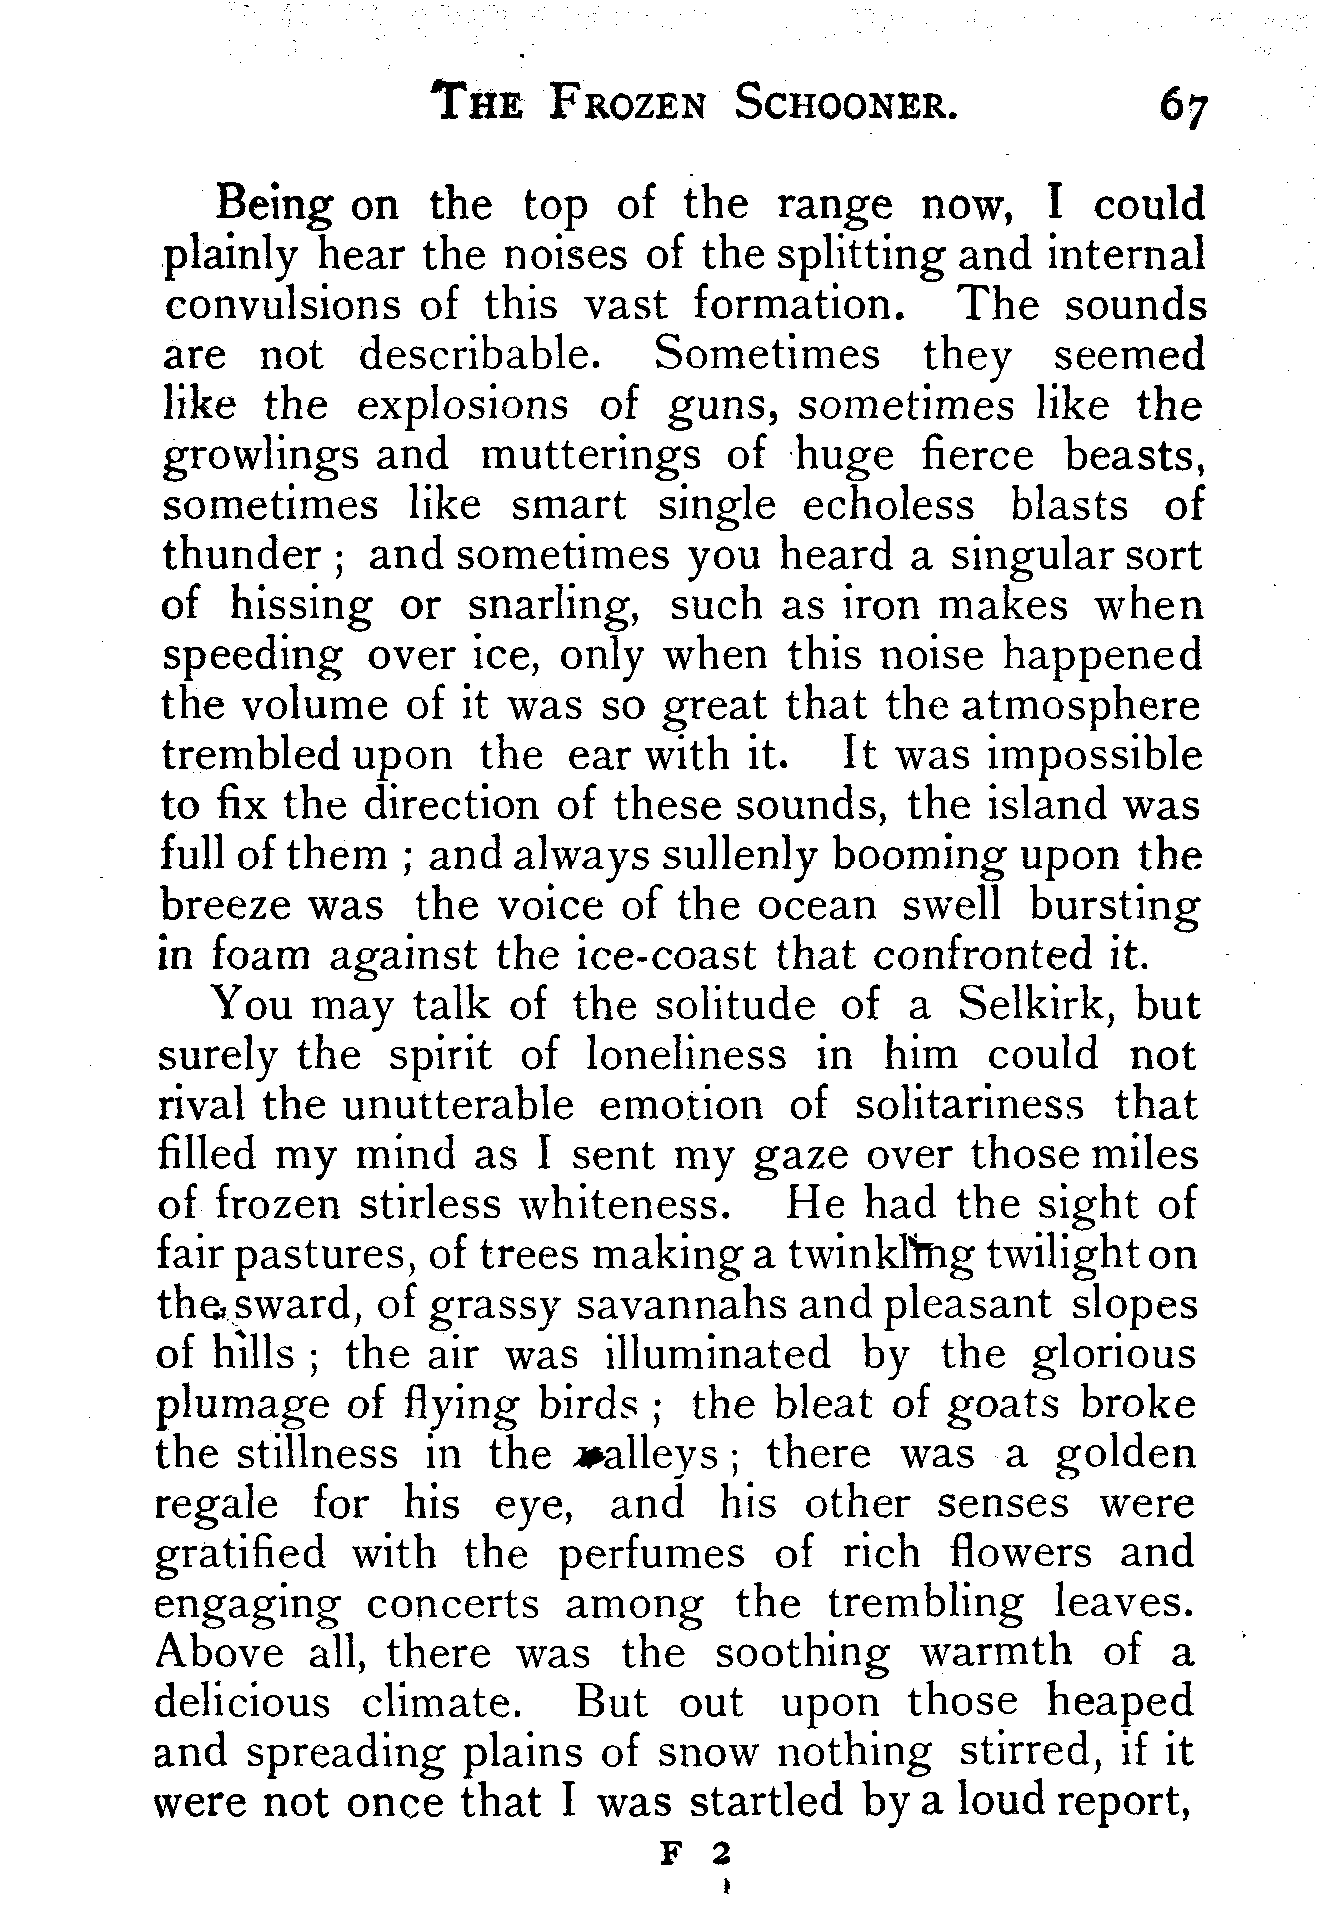 THE FROZEN SCHOONER. 67
Being on the top of the range now, I could
plainly hear the noises of the splitting and internal
convulsions of this vast formation. The sounds
are not describable. Sometimes they seemed
like the explosions of guns, sometimes like the
growlings and mutterings of huge fierce beasts,
sometimes like smart single echoless blasts of
thunder ; and sometimes you heard a singular sort
of hissing or snarling, such as iron makes when
speeding over ice, only when this noise happened
the volume of it was so great that the atmosphere
trembled upon the ear with it. It was impossible
to fix the direction of these sounds, the island was
full of them ; and always sullenly booming upon the
breeze was the voice of the ocean swell bursting
in foam against the ice-coast that confronted it.
You may talk of the solitude of a Selkirk, but
surely the spirit of loneliness in him could not
rival the unutterable emotion of solitariness that
filled my mind as I sent my gaze over those miles
of frozen stirless whiteness. He had the sight of
fair pastures, of trees making a twinkling twilight on
the sward, of grassy savannahs and pleasant slopes
of hills ; the air was illuminated by the glorious
plumage of flying birds ; the bleat of goats broke
the stillness in the valleys ; there was a golden
regale for his eye, and his other senses were
gratified with the perfumes of rich flowers and
engaging concerts among the trembling leaves.
Above all, there was the soothing warmth of a
delicious climate. But out upon those heaped
and spreading plains of snow nothing stirred, if it
were not once that I was startled by a loud report,
F 2